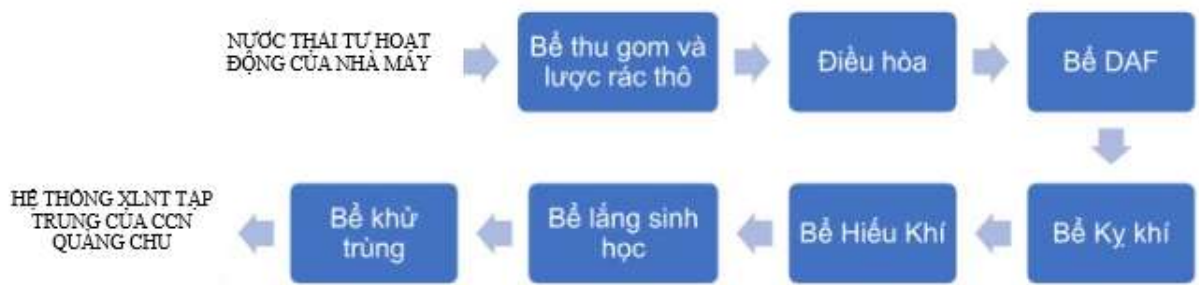 NƯỚC THẢI TỪ HOẠT
ĐỘNG CỦA NHÀ MÁY
Bể thu gom và
lược rác thô
Điều hòa
Bể DAF
Bể Kỵ khí
Bể Hiếu Khí
Bể lắng sinh
học
Bể khử
trùng
HỆ THỐNG XLNT TẬP
TRUNG CỦA CCN
QUẢNG CHU